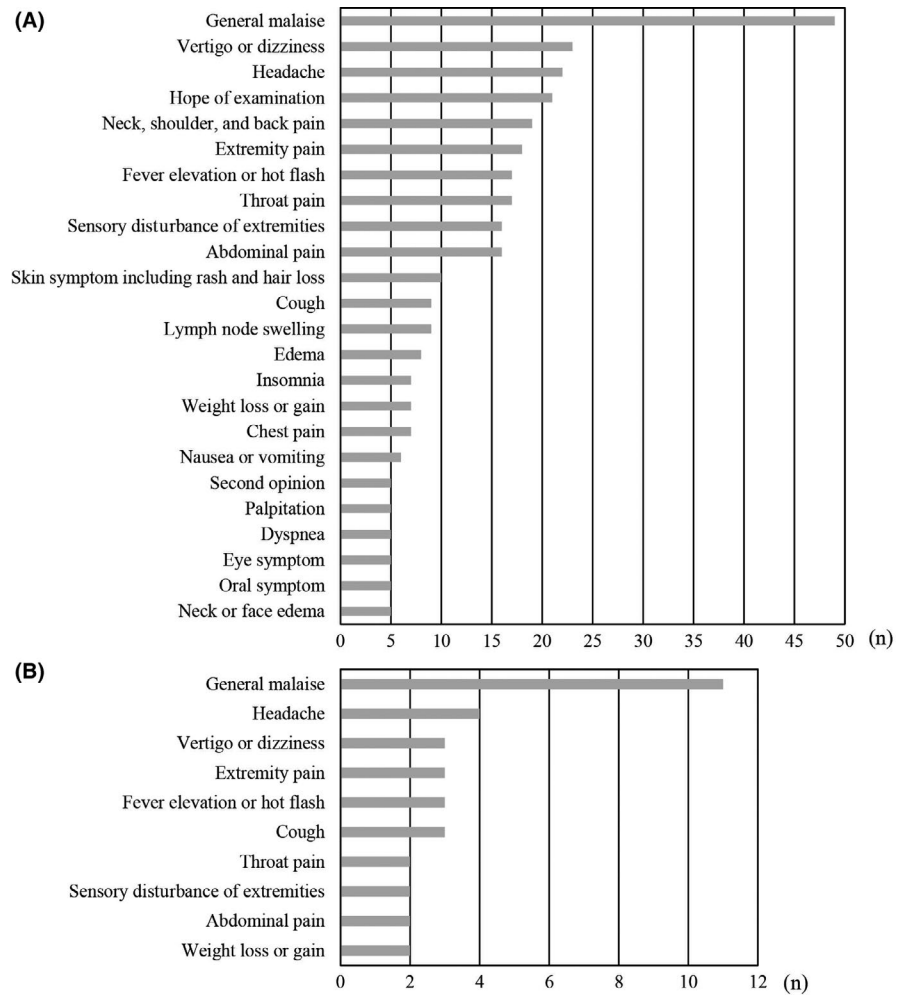 (A)
General malaise
Vertigo or dizziness
Headache
Hope of examination
Neck, shoulder, and back pain
Extremity pain
Fever elevation or hot flash
Throat pain
Sensory disturbance of extremities
Abdominal pain
Skin symptom including rash and hair loss
Cough
Lymph node swelling
Edema
Insomnia
Weight loss or gain
Chest pain
Nausea or vomiting
Second opinion
Palpitation
Dyspnea
Eye symptom
Oral symptom
Neck or face edema
0 5 10 15 20 25 30 35 40 45 50 (n)
(B)
General malaise
Headache
Vertigo or dizziness
Extremity pain
Fever elevation or hot flash
Cough
Throat pain
Sensory disturbance of extremities
Abdominal pain
Weight loss or gain
0 2 4 6 8 10 12 (n)